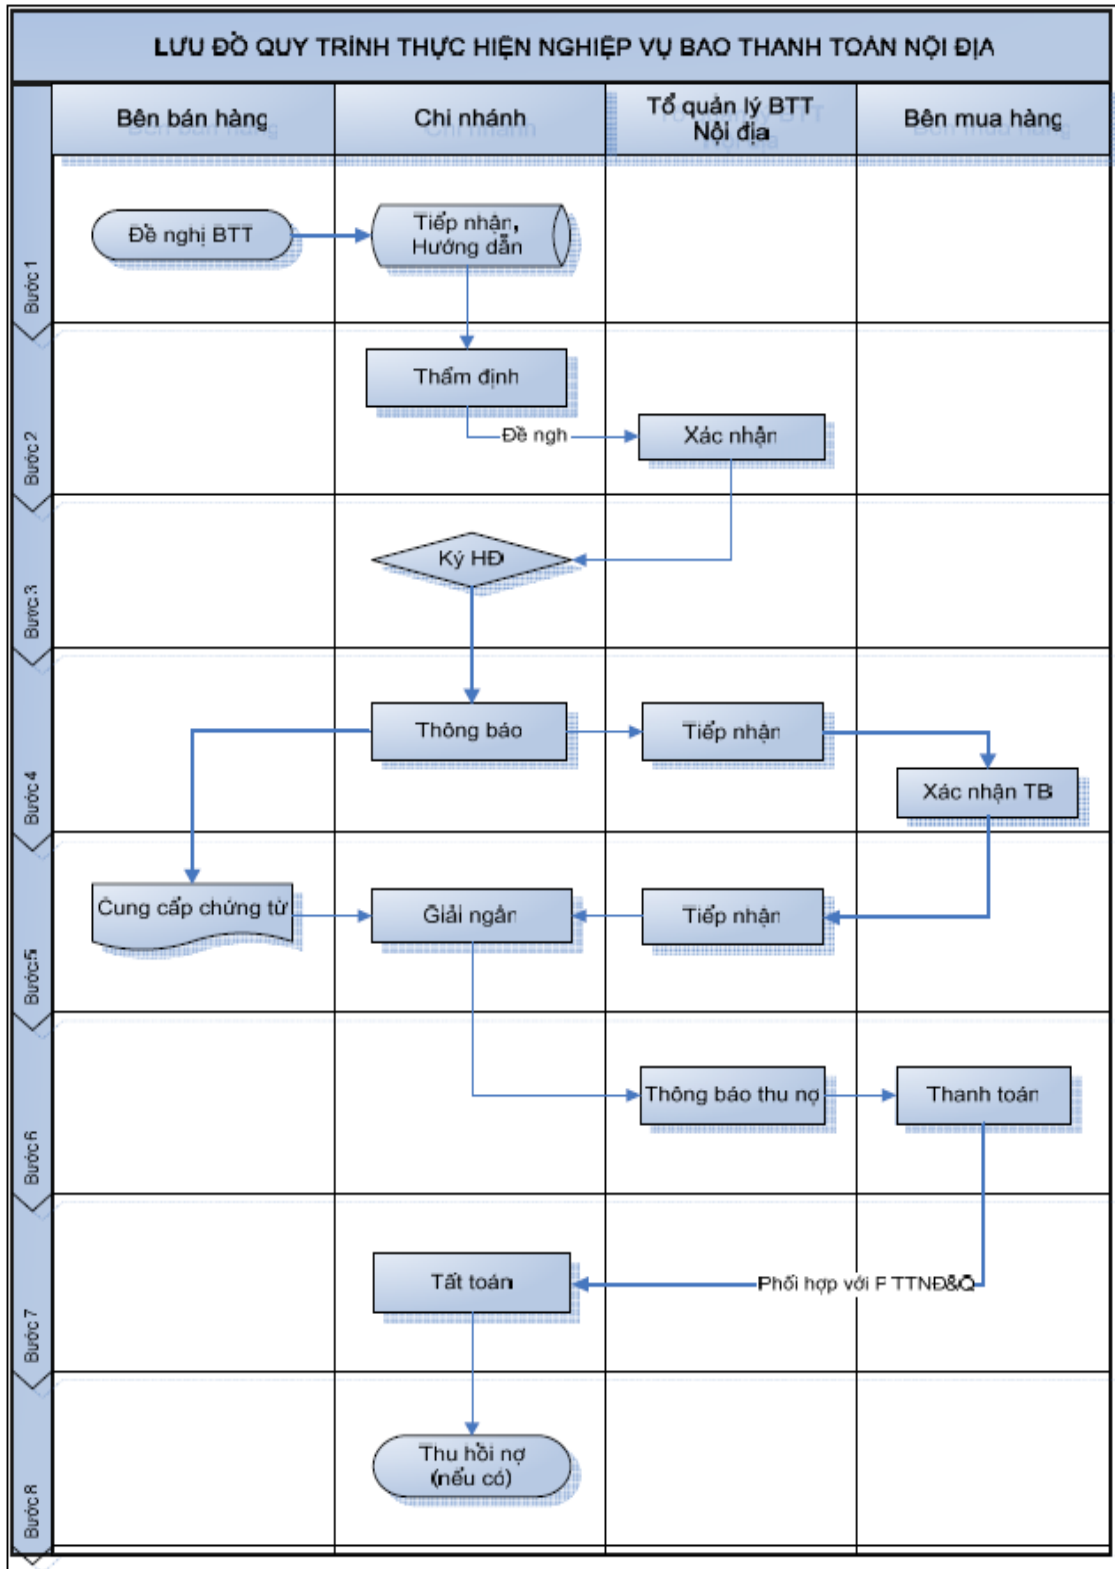 LƯU ĐỒ QUY TRÌNH THỰC HIỆN NGHIỆP VỤ BAO THANH TOÁN NỘI ĐỊA
Bên bán hàng
Chi nhánh
Tổ quản lý BTT
Nội địa
Bên mua hàng
Bước 1
Đề nghị BTT
Tiếp nhận,
Hướng dẫn
Bước 2
Thẩm định
Đề ngh
Xác nhận
Bước 3
Ký HĐ
Bước 4
Thông báo
Tiếp nhận
Xác nhận TB
Bước 5
Cung cấp chứng từ
Giải ngân
Tiếp nhận
Bước 6
Thông báo thu nợ
Thanh toán
Bước 7
Tất toán
Phối hợp với P TTNĐ&Q
Bước 8
Thu hồi nợ
(nếu có)